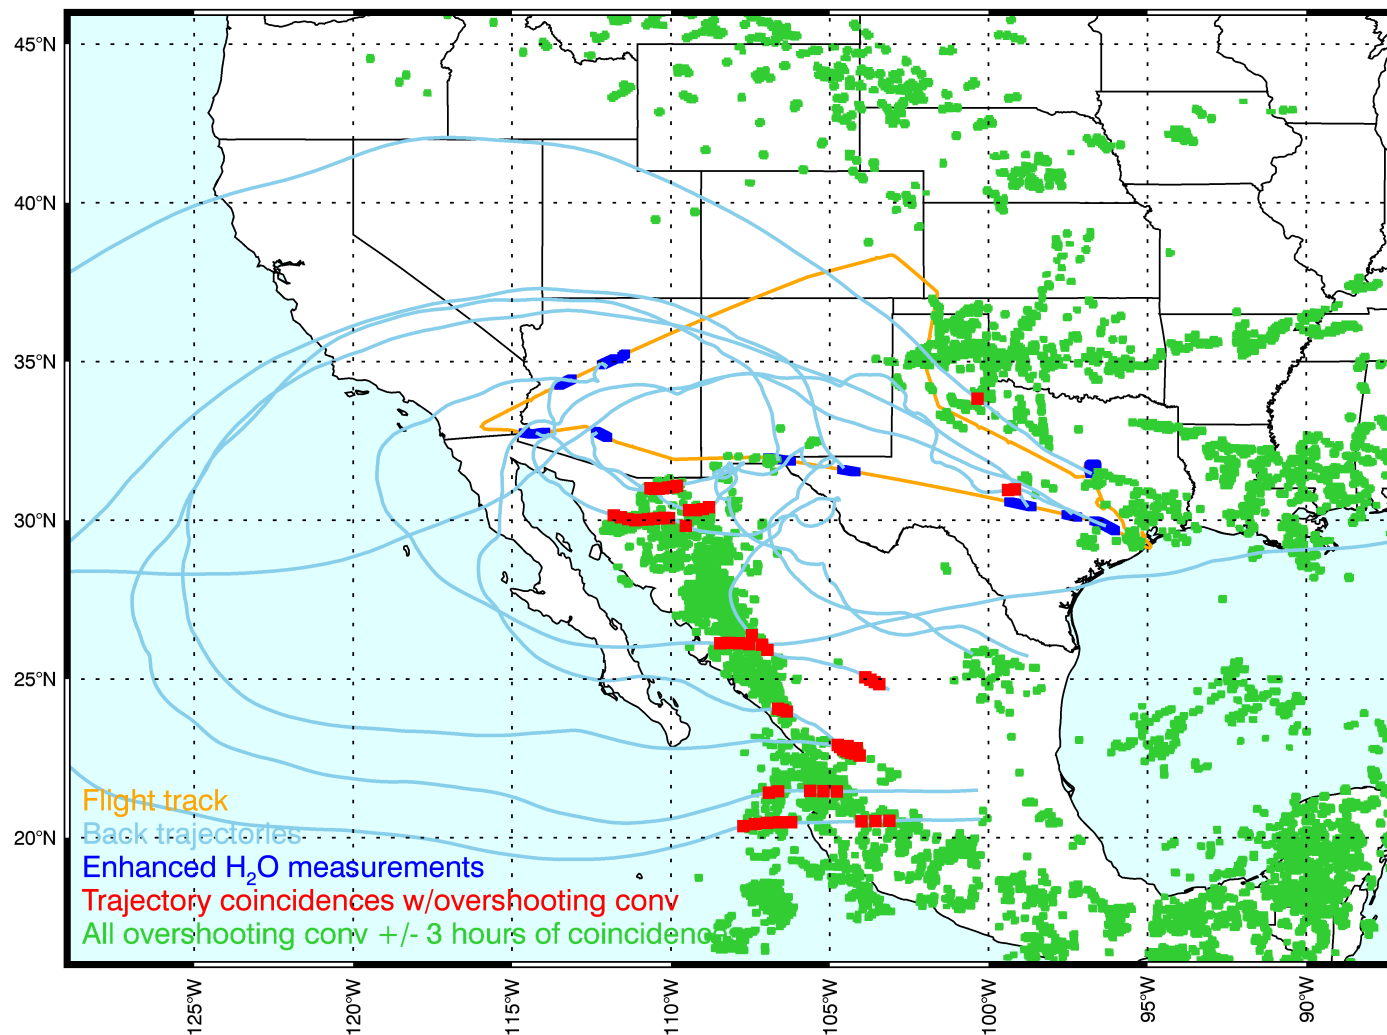 45°N
40°N
35°N
30°N
25°N
20°N
Flight track
Back trajectories
Enhanced H₂O measurements
Trajectory coincidences w/overshooting conv
All overshooting conv +/- 3 hours of coincidenc
125°W
120°W
115°W
110°W
105°W
100°W
95°W
90°W